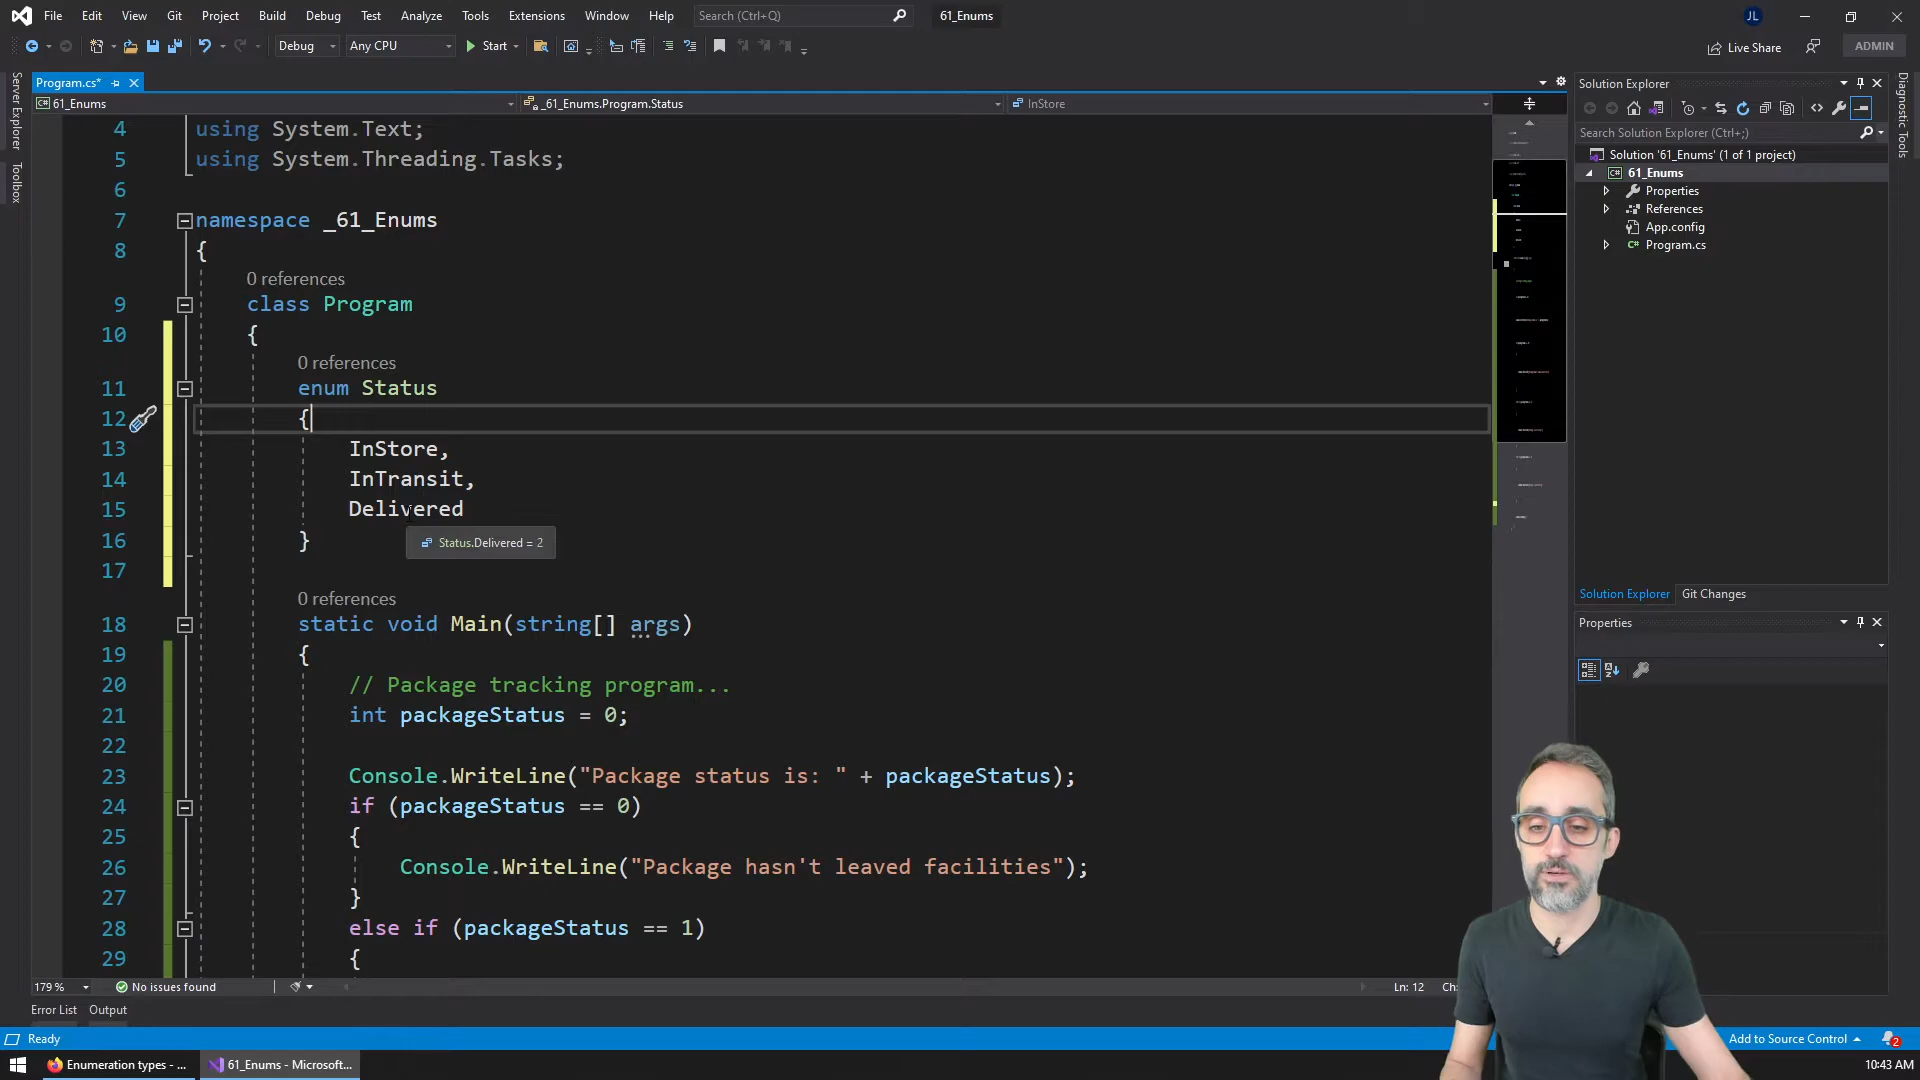 File Edit View Git Project Build Debug Test Analyze Tools Extensions Window Help Search (Ctrl+Q) 61_Enums JL
Debug Any CPU Start Live Share ADMIN
Server Explorer
Toolbox
Program.cs*
61_Enums _61_Enums.Program.Status InStore
4 using System.Text;
5 using System.Threading.Tasks;
6
7 namespace _61_Enums
8 {
0 references
9 class Program
10 {
0 references
11 enum Status
12 {
13 InStore,
14 InTransit,
15 Delivered
16 }
Status.Delivered = 2
17
0 references
18 static void Main(string[] args)
19 {
20 // Package tracking program...
21 int packageStatus = 0;
22
23 Console.WriteLine("Package status is: " + packageStatus);
24 if (packageStatus == 0)
25 {
26 Console.WriteLine("Package hasn't leaved facilities");
27 }
28 else if (packageStatus == 1)
29 {
179 % No issues found Ln: 12 Ch:
Solution Explorer
Search Solution Explorer (Ctrl+;)
Solution '61_Enums' (1 of 1 project)
C# 61_Enums
Properties
References
App.config
C# Program.cs
Solution Explorer Git Changes
Properties
Diagnostic Tools
Error List Output
Ready Add to Source Control 2
Enumeration types - ... 61_Enums - Microsoft... 10:43 AM